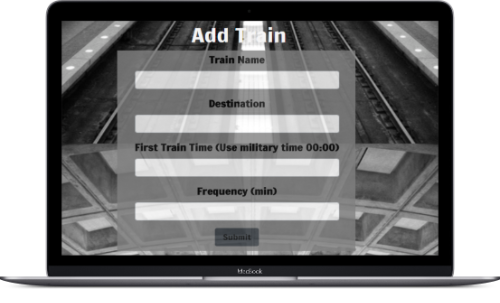 Add Train
Train Name
Destination
First Train Time (Use military time 00:00)
Frequency (min)
Submit
MacBook